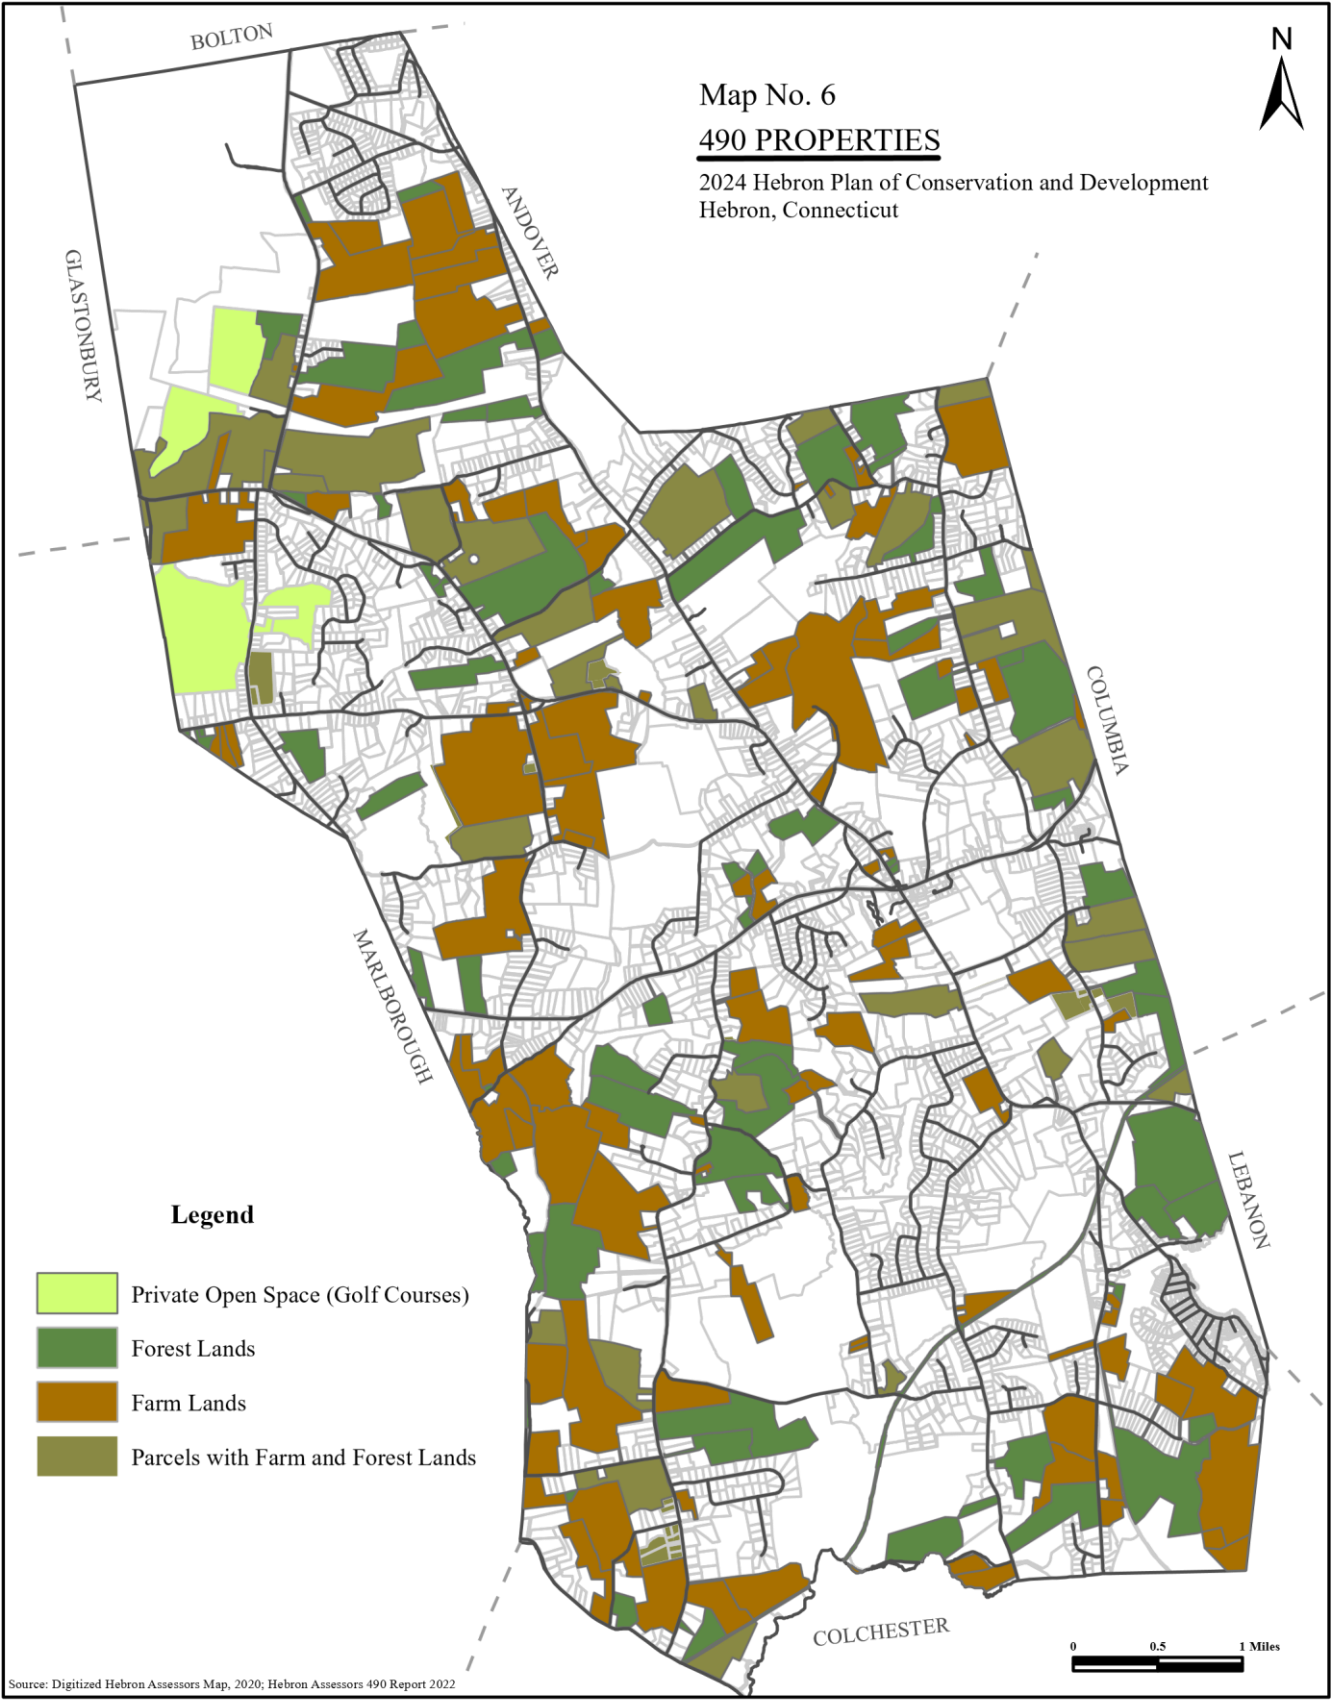 BOLTON
N
Map No. 6
490 PROPERTIES
2024 Hebron Plan of Conservation and Development
Hebron, Connecticut
ANDOVER
GLASTONBURY
COLUMBIA
MARLBOROUGH
LEBANON
Legend
Private Open Space (Golf Courses)
Forest Lands
Farm Lands
Parcels with Farm and Forest Lands
COLCHESTER
0 0.5 1 Miles
Source: Digitized Hebron Assessors Map, 2020; Hebron Assessors 490 Report 2022